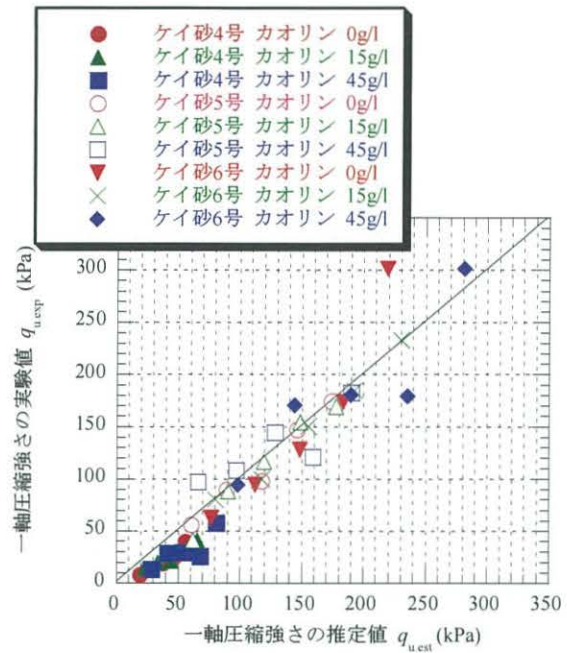 ケイ砂4号 カオリン 0g/l
ケイ砂4号 カオリン 15g/l
ケイ砂4号 カオリン 45g/l
ケイ砂5号 カオリン 0g/l
ケイ砂5号 カオリン 15g/l
ケイ砂5号 カオリン 45g/l
ケイ砂6号 カオリン 0g/l
ケイ砂6号 カオリン 15g/l
ケイ砂6号 カオリン 45g/l
一軸圧縮強さの実験値 qu.exp (kPa)
300
250
200
150
100
50
0
0 50 100 150 200 250 300 350
一軸圧縮強さの推定値 qu.est (kPa)